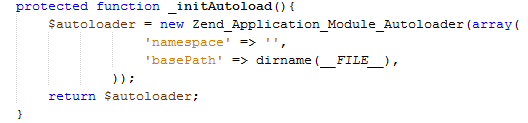 protected function _initAutoload(){
$autoloader = new Zend_Application_Module_Autoloader(array(
'namespace' => '',
'basePath' => dirname(__FILE__),
));
return $autoloader;
}